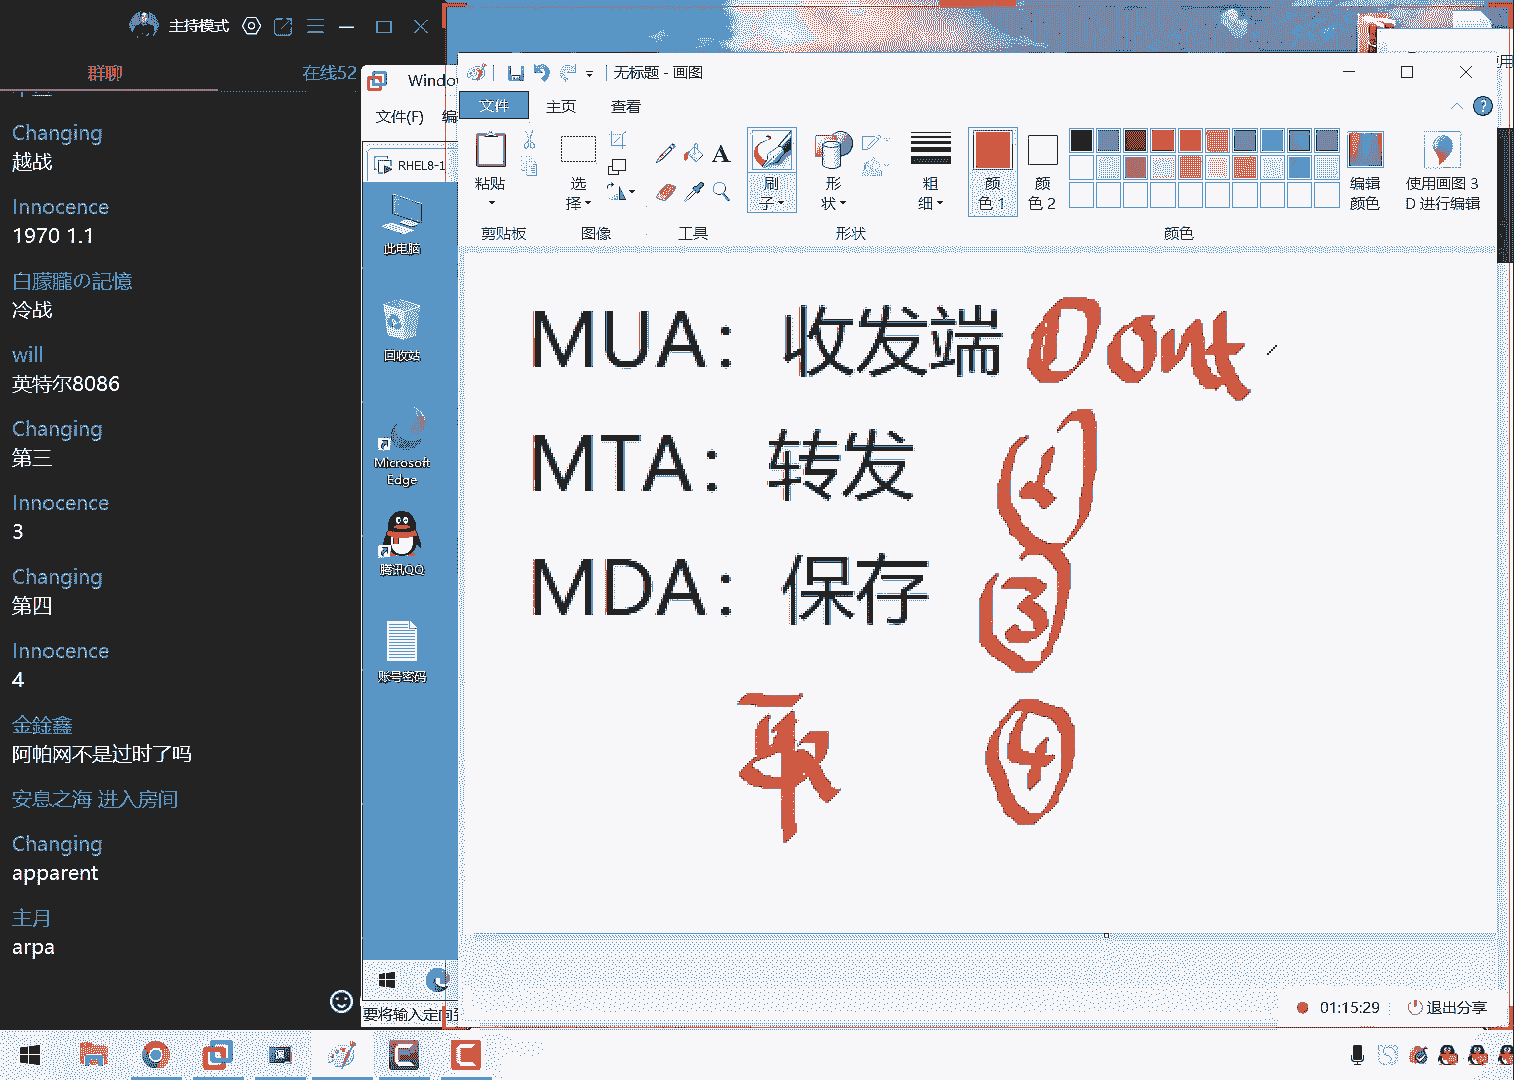 主持模式
群聊
在线52
Changing
越战
Innocence
1970 1.1
白朦朧の記憶
冷战
will
英特尔8086
Changing
第三
Innocence
3
Changing
第四
Innocence
4
金銓鑫
阿帕网不是过时了吗
安息之海 进入房间
Changing
apparent
主月
arpa
Windo
文件(F) 编
RHEL8-1
此电脑
回收站
Microsoft
Edge
腾讯QQ
账号密码
要将输入定向到
无标题 - 画图
文件 主页 查看
粘贴
选择
刷子
形状
粗细
颜色 1
颜色 2
编辑颜色
使用画图 3D 进行编辑
剪贴板 图像 工具 形状 颜色
MUA：收发端 ① Dont
MTA：转发
MDA：保存 ③
取 ④
01:15:29 退出分享